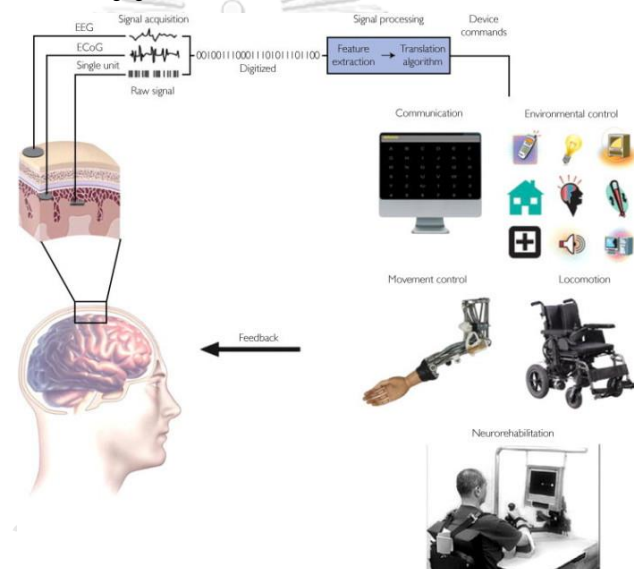 Signal acquisition
Signal processing
Device
commands
EEG
ECoG
Single unit
Raw signal
0010011100011101011101100
Digitized
Feature
extraction
Translation
algorithm
Communication
Environmental control
Movement control
Locomotion
Feedback
Neurorehabilitation